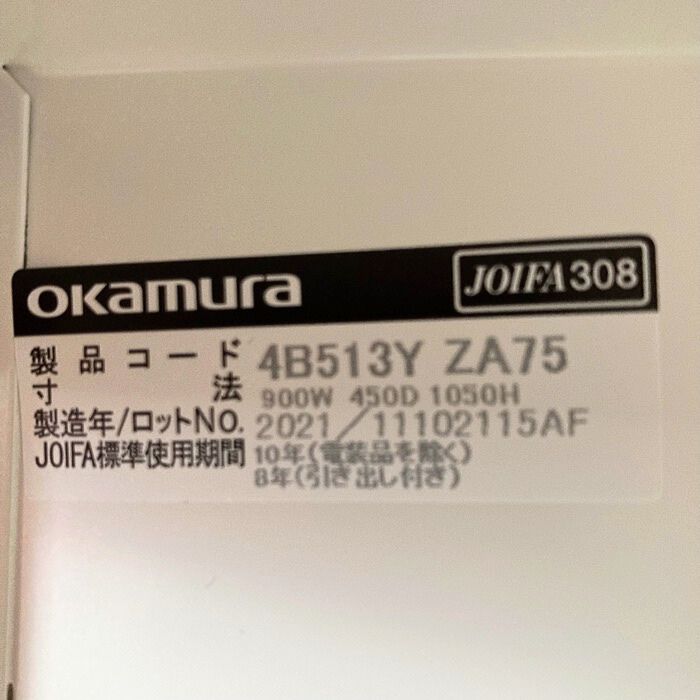 okamura JOIFA308
製品コード 4B513Y ZA75
寸法 900W 450D 1050H
製造年/ロットNO. 2021/11102115AF
JOIFA標準使用期間 10年(電装品を除く)
8年(引き出し付き)